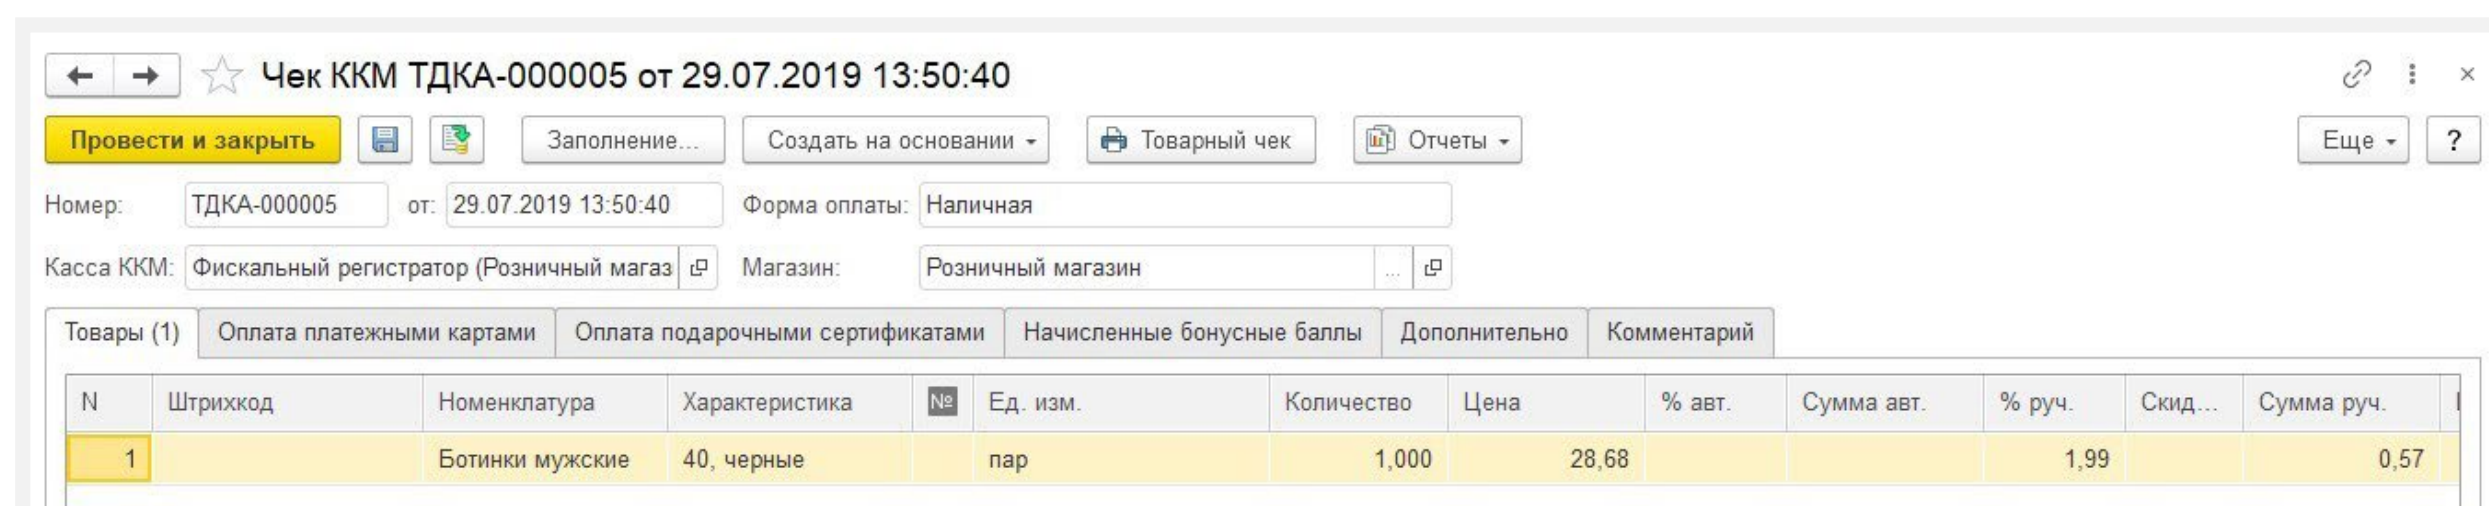 Чек ККМ ТДКА-000005 от 29.07.2019 13:50:40
Провести и закрыть Заполнение... Создать на основании Товарный чек Отчеты Еще ?
Номер: ТДКА-000005 от: 29.07.2019 13:50:40 Форма оплаты: Наличная
Касса ККМ: Фискальный регистратор (Розничный магаз Магазин: Розничный магазин ...
Товары (1) Оплата платежными картами Оплата подарочными сертификатами Начисленные бонусные баллы Дополнительно Комментарий
N Штрихкод Номенклатура Характеристика № Ед. изм. Количество Цена % авт. Сумма авт. % руч. Скид... Сумма руч.
1 Ботинки мужские 40, черные пар 1,000 28,68 1,99 0,57